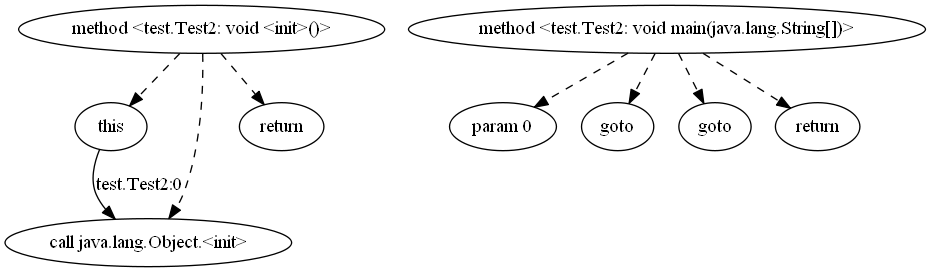 method <test.Test2: void <init>()>
method <test.Test2: void main(java.lang.String[])>
this
return
param 0
goto
goto
return
test.Test2:0
call java.lang.Object.<init>